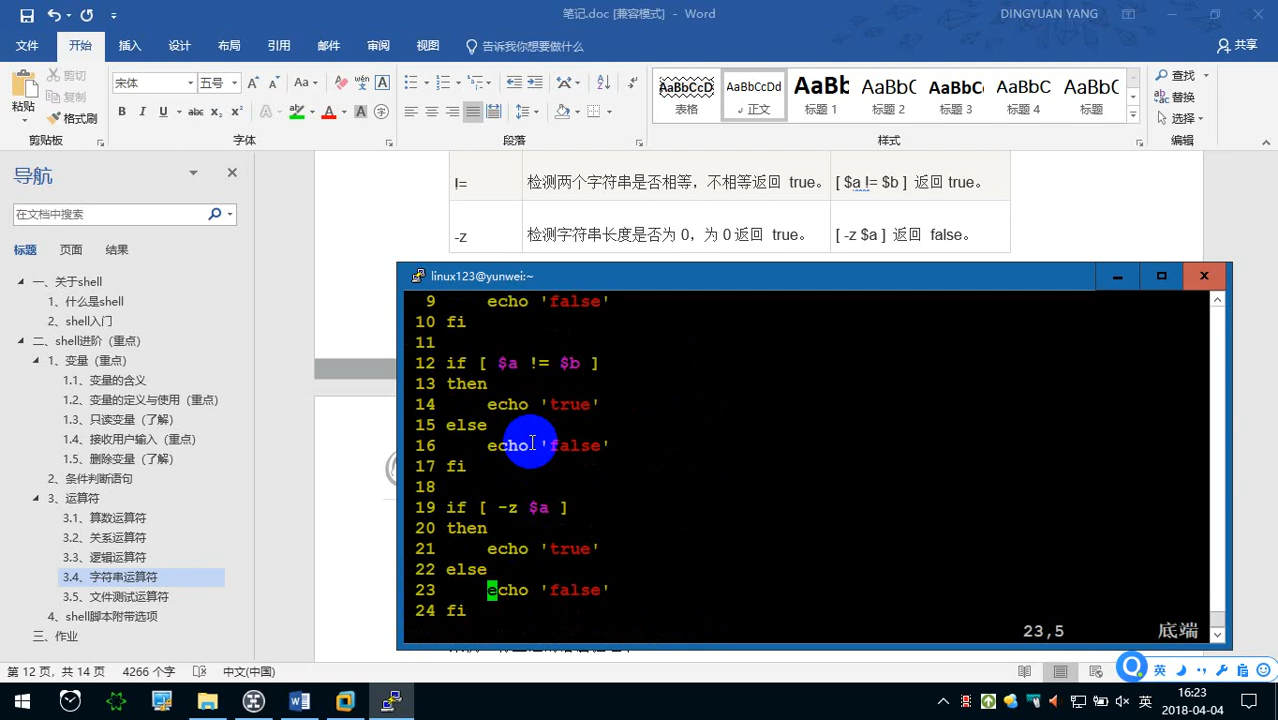 笔记.doc [兼容模式] - Word
DINGYUAN YANG
文件 开始 插入 设计 布局 引用 邮件 审阅 视图 告诉我你想要做什么 共享
粘贴
剪切
复制
格式刷
宋体 五号
AaBbCcD 表格
AaBbCcDd 正文
AaBb 标题 1
AaBbC 标题 2
AaBbCc 标题 3
AaBbC 标题 4
AaBbC 标题
查找
替换
选择
剪贴板 字体 段落 样式 编辑
导航
在文档中搜索
标题 页面 结果
一、关于shell
1、什么是shell
2、shell入门
二、shell进阶（重点）
1、变量（重点）
1.1、变量的含义
1.2、变量的定义与使用（重点）
1.3、只读变量（了解）
1.4、接收用户输入（重点）
1.5、删除变量（了解）
2、条件判断语句
3、运算符
3.1、算数运算符
3.2、关系运算符
3.3、逻辑运算符
3.4、字符串运算符
3.5、文件测试运算符
4、shell脚本附带选项
三、作业
!= 检测两个字符串是否相等，不相等返回 true。 [ $a != $b ] 返回 true。
-z 检测字符串长度是否为 0，为 0 返回 true。 [ -z $a ] 返回 false。
linux123@yunwei:~
9 echo 'false'
10 fi
11
12 if [ $a != $b ]
13 then
14 echo 'true'
15 else
16 echo 'false'
17 fi
18
19 if [ -z $a ]
20 then
21 echo 'true'
22 else
23 echo 'false'
24 fi
23,5 底端
第 12 页，共 14 页 4266 个字 中文(中国)
英
英
16:23
2018-04-04